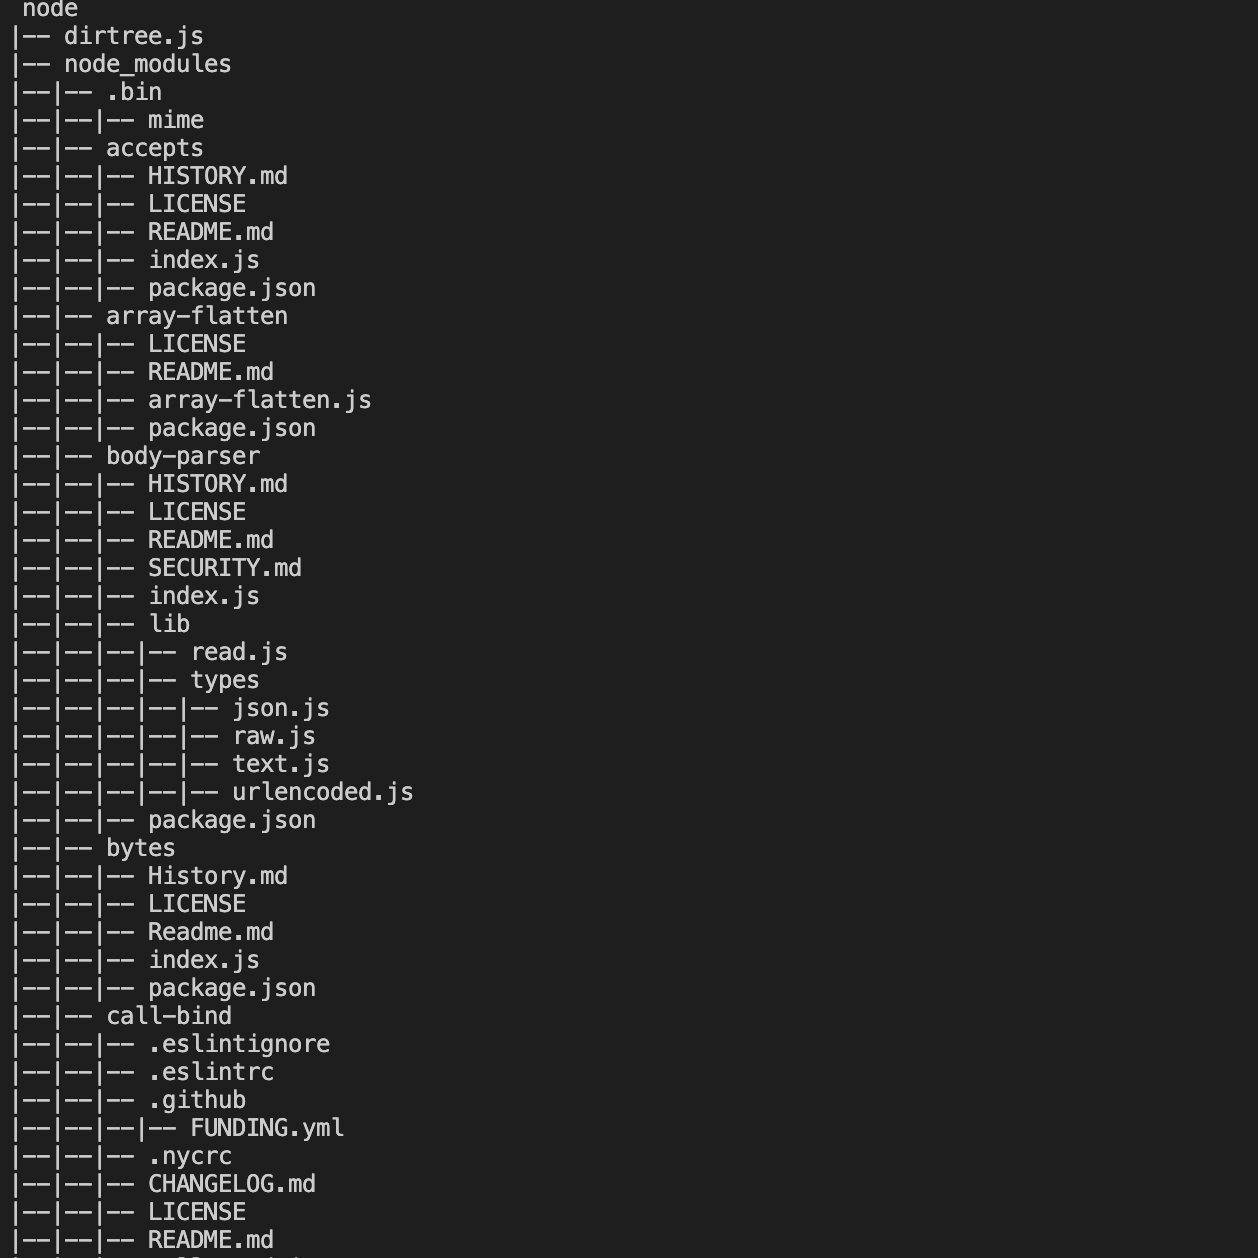 node
|-- dirtree.js
|-- node_modules
|--|-- .bin
|--|--|-- mime
|--|-- accepts
|--|--|-- HISTORY.md
|--|--|-- LICENSE
|--|--|-- README.md
|--|--|-- index.js
|--|--|-- package.json
|--|-- array-flatten
|--|--|-- LICENSE
|--|--|-- README.md
|--|--|-- array-flatten.js
|--|--|-- package.json
|--|-- body-parser
|--|--|-- HISTORY.md
|--|--|-- LICENSE
|--|--|-- README.md
|--|--|-- SECURITY.md
|--|--|-- index.js
|--|--|-- lib
|--|--|--|-- read.js
|--|--|--|-- types
|--|--|--|--|-- json.js
|--|--|--|--|-- raw.js
|--|--|--|--|-- text.js
|--|--|--|--|-- urlencoded.js
|--|--|-- package.json
|--|-- bytes
|--|--|-- History.md
|--|--|-- LICENSE
|--|--|-- Readme.md
|--|--|-- index.js
|--|--|-- package.json
|--|-- call-bind
|--|--|-- .eslintignore
|--|--|-- .eslintrc
|--|--|-- .github
|--|--|--|-- FUNDING.yml
|--|--|-- .nycrc
|--|--|-- CHANGELOG.md
|--|--|-- LICENSE
|--|--|-- README.md